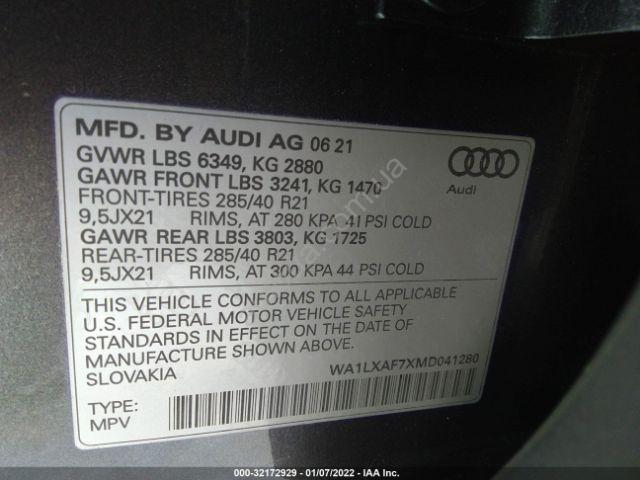 MFD. BY AUDI AG 06 21
GVWR LBS 6349, KG 2880
GAWR FRONT LBS 3241, KG 1470
FRONT-TIRES 285/40 R21
9,5JX21 RIMS, AT 280 KPA 41 PSI COLD
GAWR REAR LBS 3803, KG 1725
REAR-TIRES 285/40 R21
9,5JX21 RIMS, AT 300 KPA 44 PSI COLD
Audi
THIS VEHICLE CONFORMS TO ALL APPLICABLE
U.S. FEDERAL MOTOR VEHICLE SAFETY
STANDARDS IN EFFECT ON THE DATE OF
MANUFACTURE SHOWN ABOVE.
SLOVAKIA
WA1LXAF7XMD041280
TYPE:
MPV
000-32172929 - 01/07/2022 - IAA Inc.